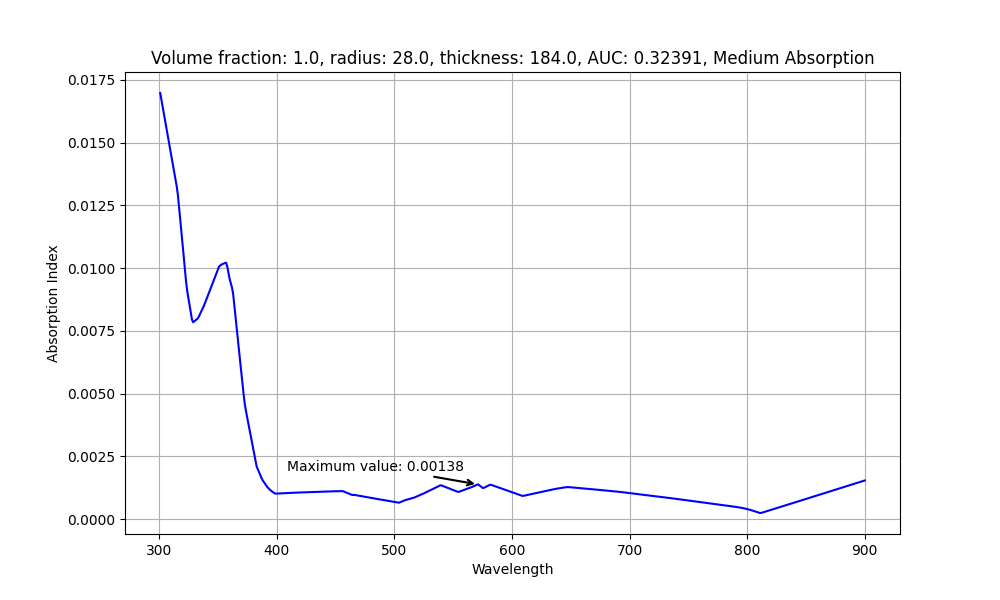 Volume fraction: 1.0, radius: 28.0, thickness: 184.0, AUC: 0.32391, Medium Absorption
0.0175
0.0150
0.0125
0.0100
0.0075
0.0050
0.0025
0.0000
Absorption Index
Maximum value: 0.00138
300 400 500 600 700 800 900
Wavelength